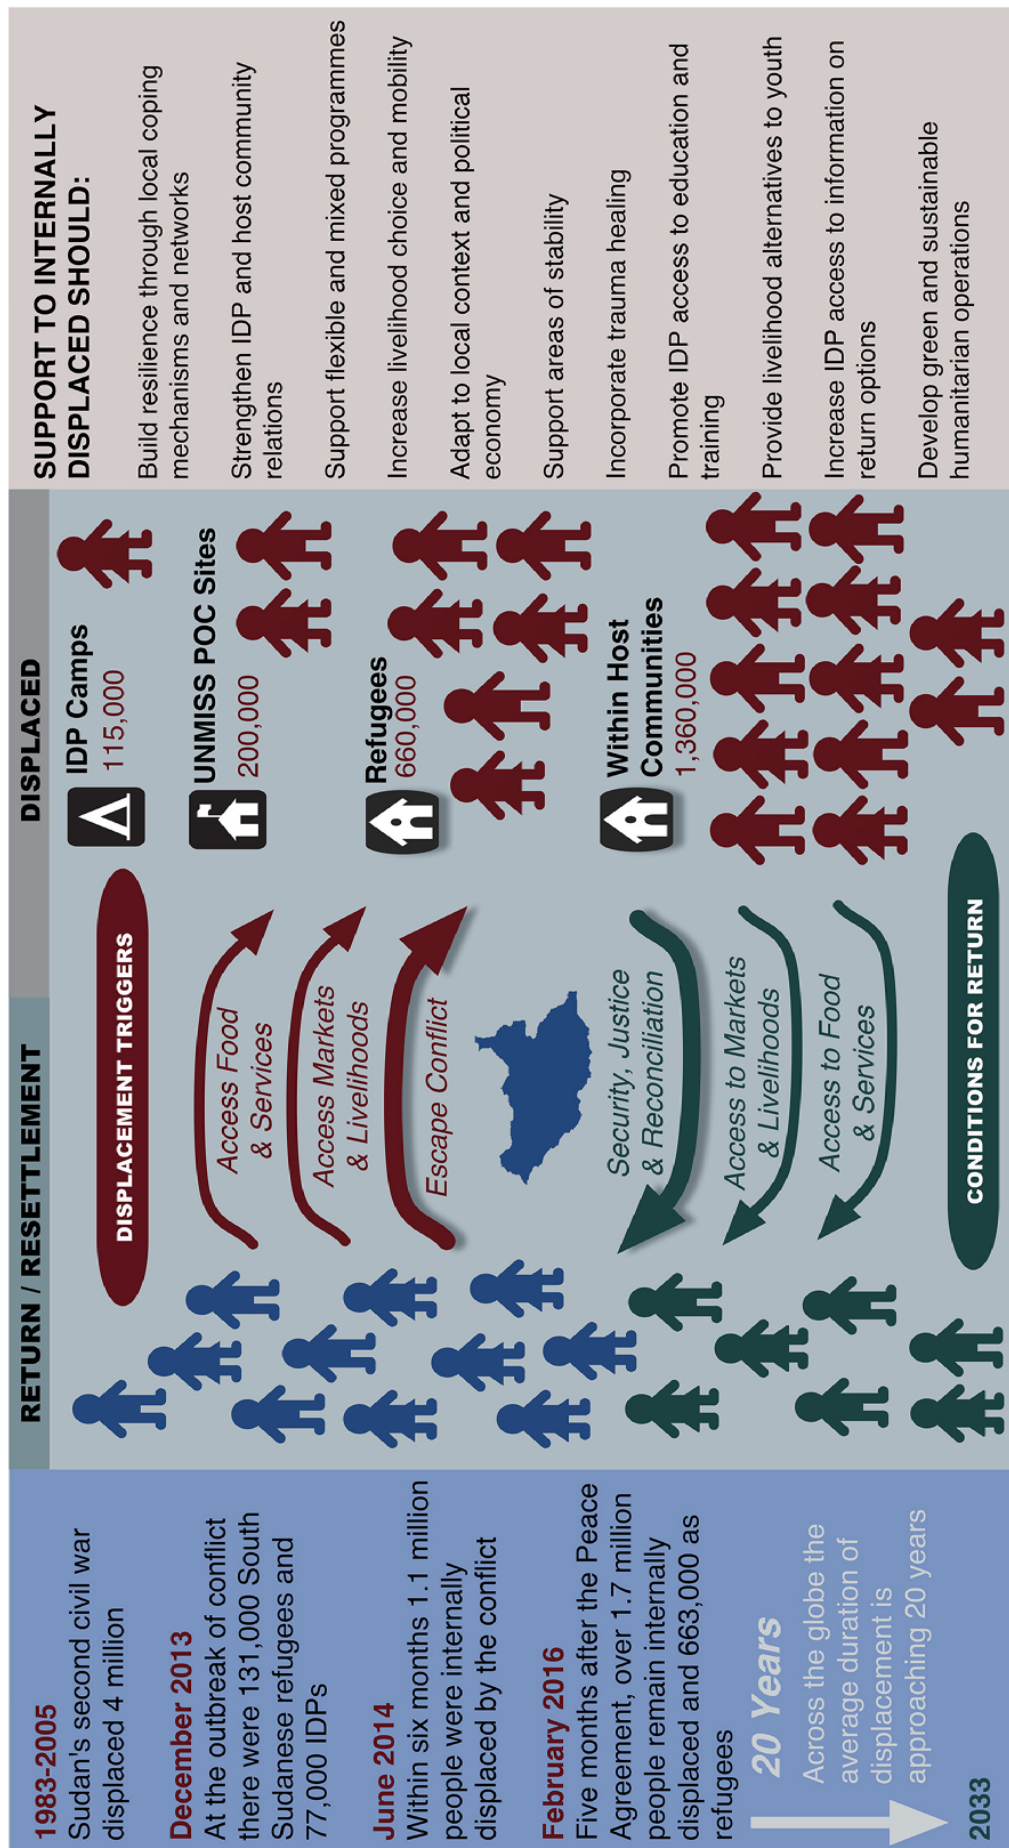 1983-2005
Sudan's second civil war
displaced 4 million
December 2013
At the outbreak of conflict
there were 131,000 South
Sudanese refugees and
77,000 IDPs
June 2014
Within six months 1.1 million
people were internally
displaced by the conflict
February 2016
Five months after the Peace
Agreement, over 1.7 million
people remain internally
displaced and 663,000 as
refugees
20 Years
Across the globe the
average duration of
displacement is
approaching 20 years
2033
RETURN / RESETTLEMENT
DISPLACED
DISPLACEMENT TRIGGERS
Access Food
& Services
Access Markets
& Livelihoods
Escape Conflict
Security, Justice
& Reconciliation
Access to Markets
& Livelihoods
Access to Food
& Services
CONDITIONS FOR RETURN
IDP Camps
115,000
UNMISS POC Sites
200,000
Refugees
660,000
Within Host
Communities
1,360,000
SUPPORT TO INTERNALLY
DISPLACED SHOULD:
Build resilience through local coping
mechanisms and networks
Strengthen IDP and host community
relations
Support flexible and mixed programmes
Increase livelihood choice and mobility
Adapt to local context and political
economy
Support areas of stability
Incorporate trauma healing
Promote IDP access to education and
training
Provide livelihood alternatives to youth
Increase IDP access to information on
return options
Develop green and sustainable
humanitarian operations